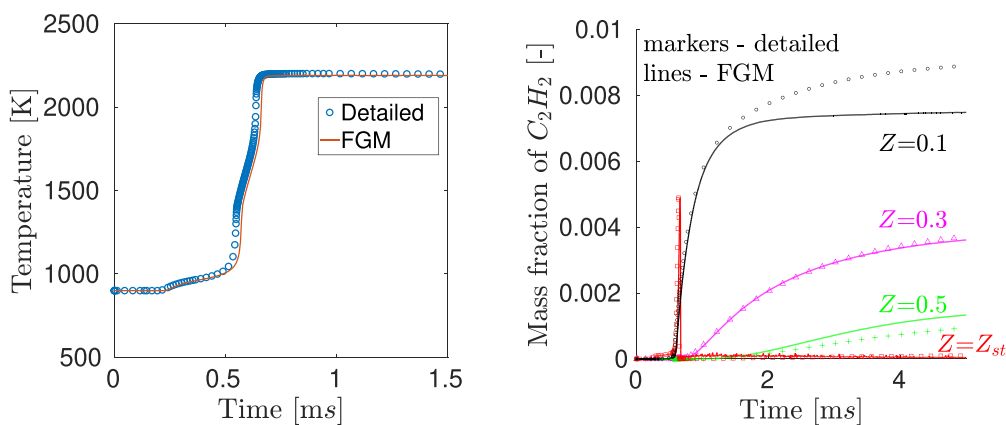 2500
2000
1500
1000
500
Temperature [K]
Detailed
FGM
0
0.5
1
1.5
Time [ms]
0.01
0.008
0.006
0.004
0.002
0
Mass fraction of C₂H₂ [-]
markers - detailed
lines - FGM
Z=0.1
Z=0.3
Z=0.5
Z=Zₛₜ
0
2
4
Time [ms]